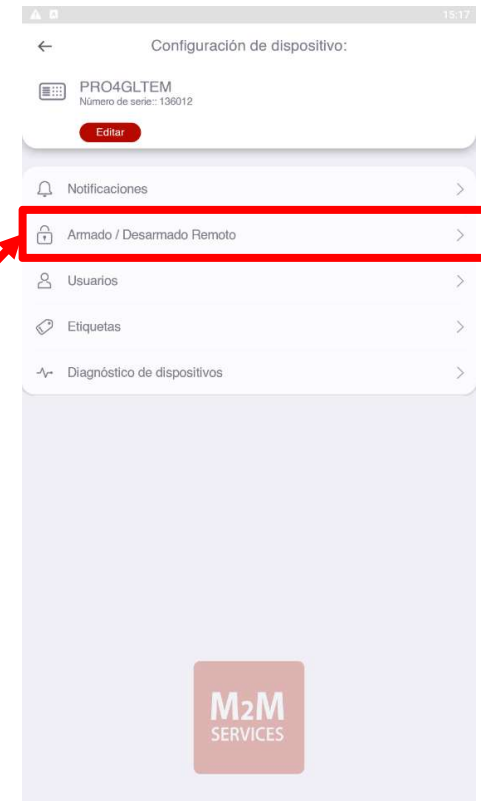 15:17
Configuración de dispositivo:
PRO4GLTEM
Número de serie:: 136012
Editar
Notificaciones
Armado / Desarmado Remoto
Usuarios
Etiquetas
Diagnóstico de dispositivos
M2M
SERVICES